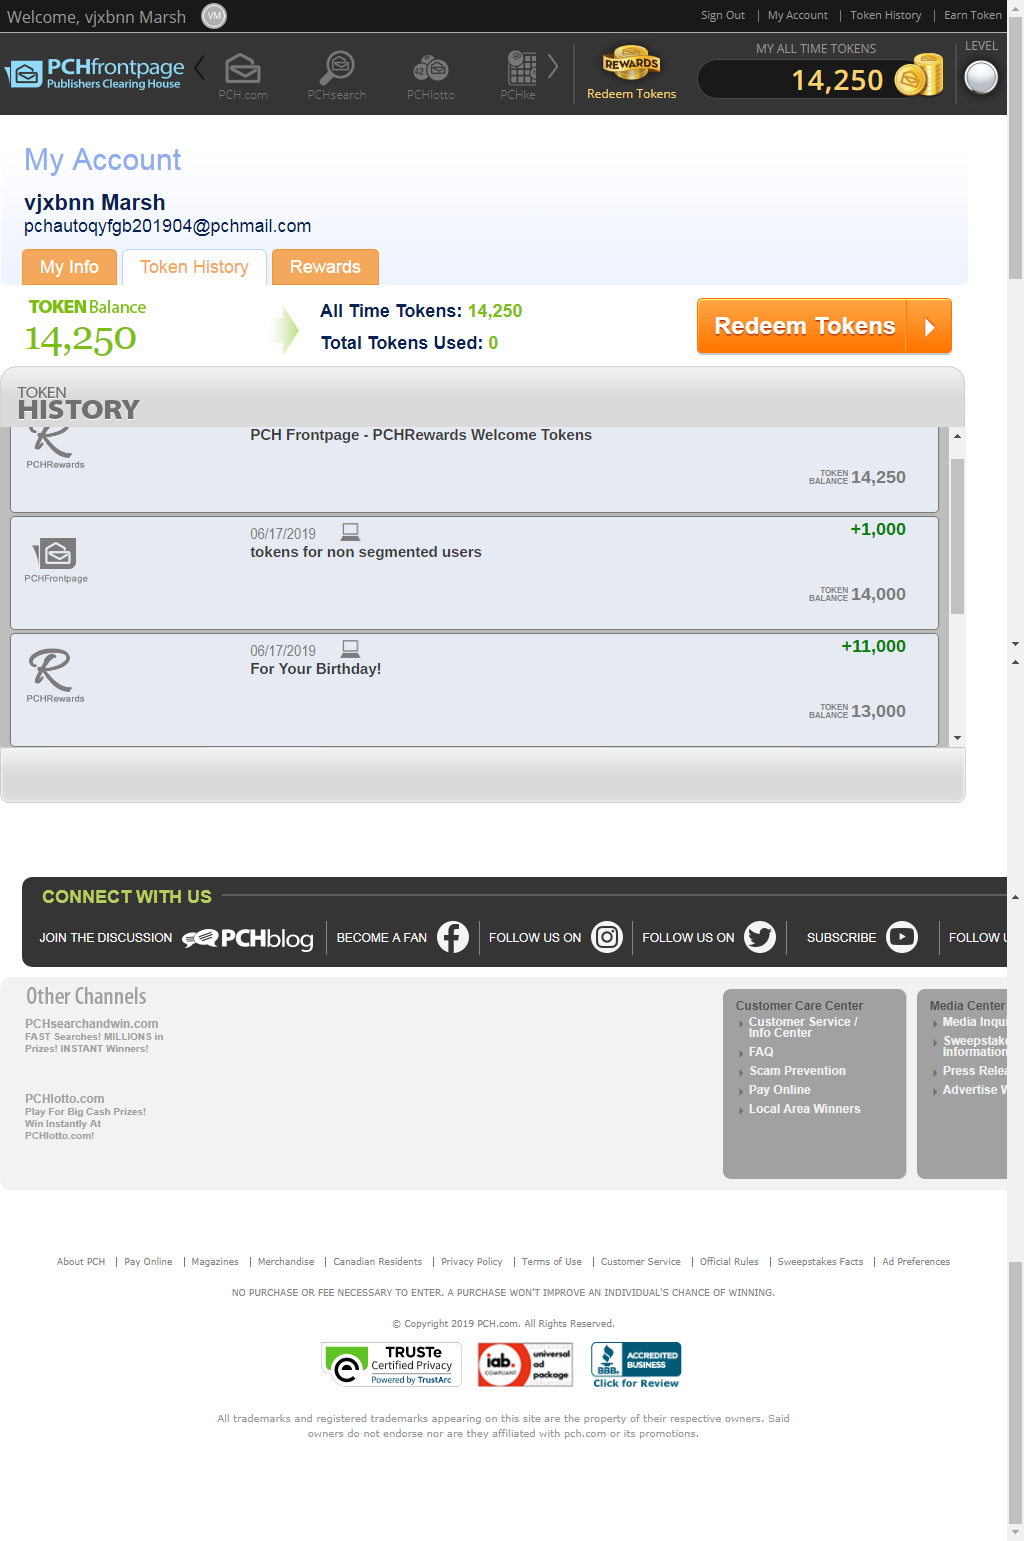 Welcome, vjxbnn Marsh VM Sign Out | My Account | Token History | Earn Token
PCHfrontpage
Publishers Clearing House
PCH.com PCHsearch PCHlotto PCHke
REWARDS
Redeem Tokens
MY ALL TIME TOKENS
14,250
LEVEL
My Account
vjxbnn Marsh
pchautoqyfgb201904@pchmail.com
My Info Token History Rewards
TOKEN Balance
14,250
All Time Tokens: 14,250
Total Tokens Used: 0
Redeem Tokens
TOKEN
HISTORY
R
PCHRewards
PCH Frontpage - PCHRewards Welcome Tokens
TOKEN
BALANCE 14,250
PCHFrontpage
06/17/2019
tokens for non segmented users
+1,000
TOKEN
BALANCE 14,000
R
PCHRewards
06/17/2019
For Your Birthday!
+11,000
TOKEN
BALANCE 13,000
CONNECT WITH US
JOIN THE DISCUSSION PCHblog BECOME A FAN FOLLOW US ON FOLLOW US ON SUBSCRIBE FOLLOW U
Other Channels
PCHsearchandwin.com
FAST Searches! MILLIONS in
Prizes! INSTANT Winners!
PCHlotto.com
Play For Big Cash Prizes!
Win Instantly At
PCHlotto.com!
Customer Care Center
Customer Service /
Info Center
FAQ
Scam Prevention
Pay Online
Local Area Winners
Media Center
Media Inqui
Sweepstake
Information
Press Relea
Advertise W
About PCH | Pay Online | Magazines | Merchandise | Canadian Residents | Privacy Policy | Terms of Use | Customer Service | Official Rules | Sweepstakes Facts | Ad Preferences
NO PURCHASE OR FEE NECESSARY TO ENTER. A PURCHASE WON'T IMPROVE AN INDIVIDUAL'S CHANCE OF WINNING.
© Copyright 2019 PCH.com. All Rights Reserved.
TRUSTe
Certified Privacy
Powered by TrustArc
iab.
COMPLIANT
universal
ad
package
BBB.
ACCREDITED
BUSINESS
Click for Review
All trademarks and registered trademarks appearing on this site are the property of their respective owners. Said
owners do not endorse nor are they affiliated with pch.com or its promotions.